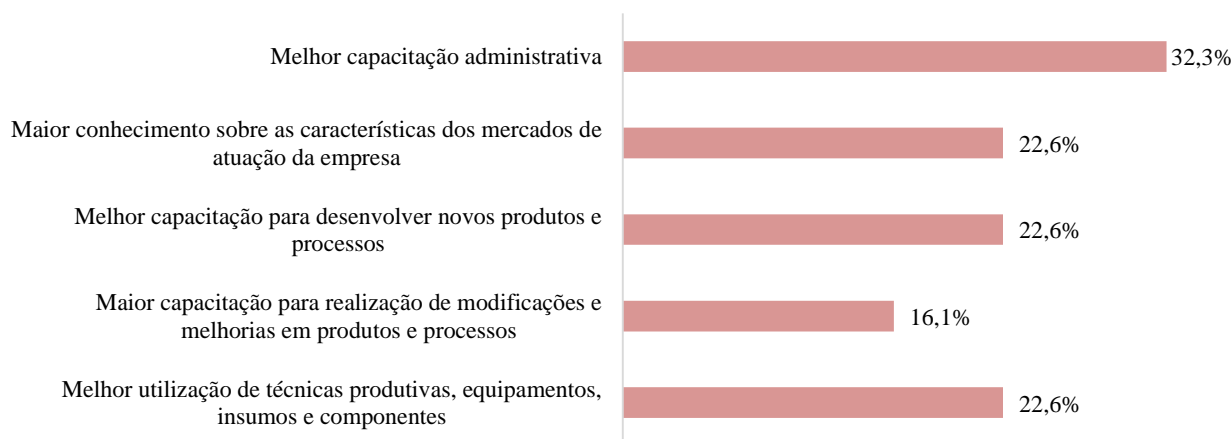 Melhor capacitação administrativa
32,3%
Maior conhecimento sobre as características dos mercados de
atuação da empresa
22,6%
Melhor capacitação para desenvolver novos produtos e
processos
22,6%
Maior capacitação para realização de modificações e
melhorias em produtos e processos
16,1%
Melhor utilização de técnicas produtivas, equipamentos,
insumos e componentes
22,6%